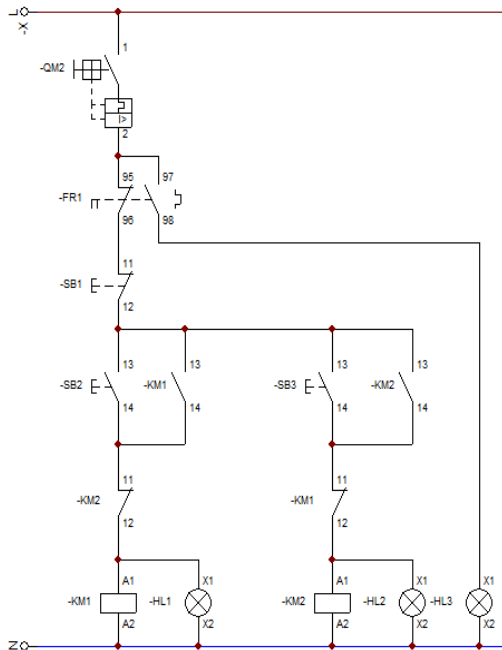 L
-X
1
-QM2
I>
2
95
97
-FR1
96
98
11
-SB1
12
13
13
13
13
-SB2
-KM1
-SB3
-KM2
14
14
14
14
11
11
-KM2
-KM1
12
12
A1
X1
A1
X1
X1
-KM1
-HL1
-KM2
-HL2
-HL3
A2
X2
A2
X2
X2
N